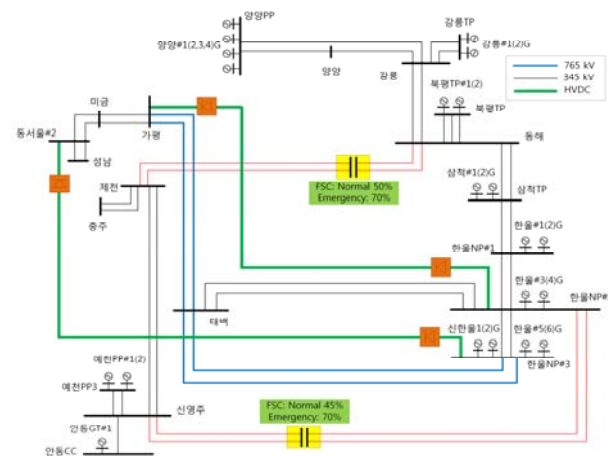 양양PP
양양#1(2,3,4)G
양양
강릉TP
강릉#1(2)G
강릉
765 kV
345 kV
HVDC
북평TP#1(2)
북평TP
동해
미금
가평
동서울#2
성남
제천
충주
FSC: Normal 50%
Emergency: 70%
삼척#1(2)G
삼척TP
한울#1(2)G
한울NP#1
한울#3(4)G
한울NP#
태백
신한울1(2)G
한울#5(6)G
한울NP#3
예천PP#1(2)
예천PP3
신영주
안동GT#1
안동CC
FSC: Normal 45%
Emergency: 70%